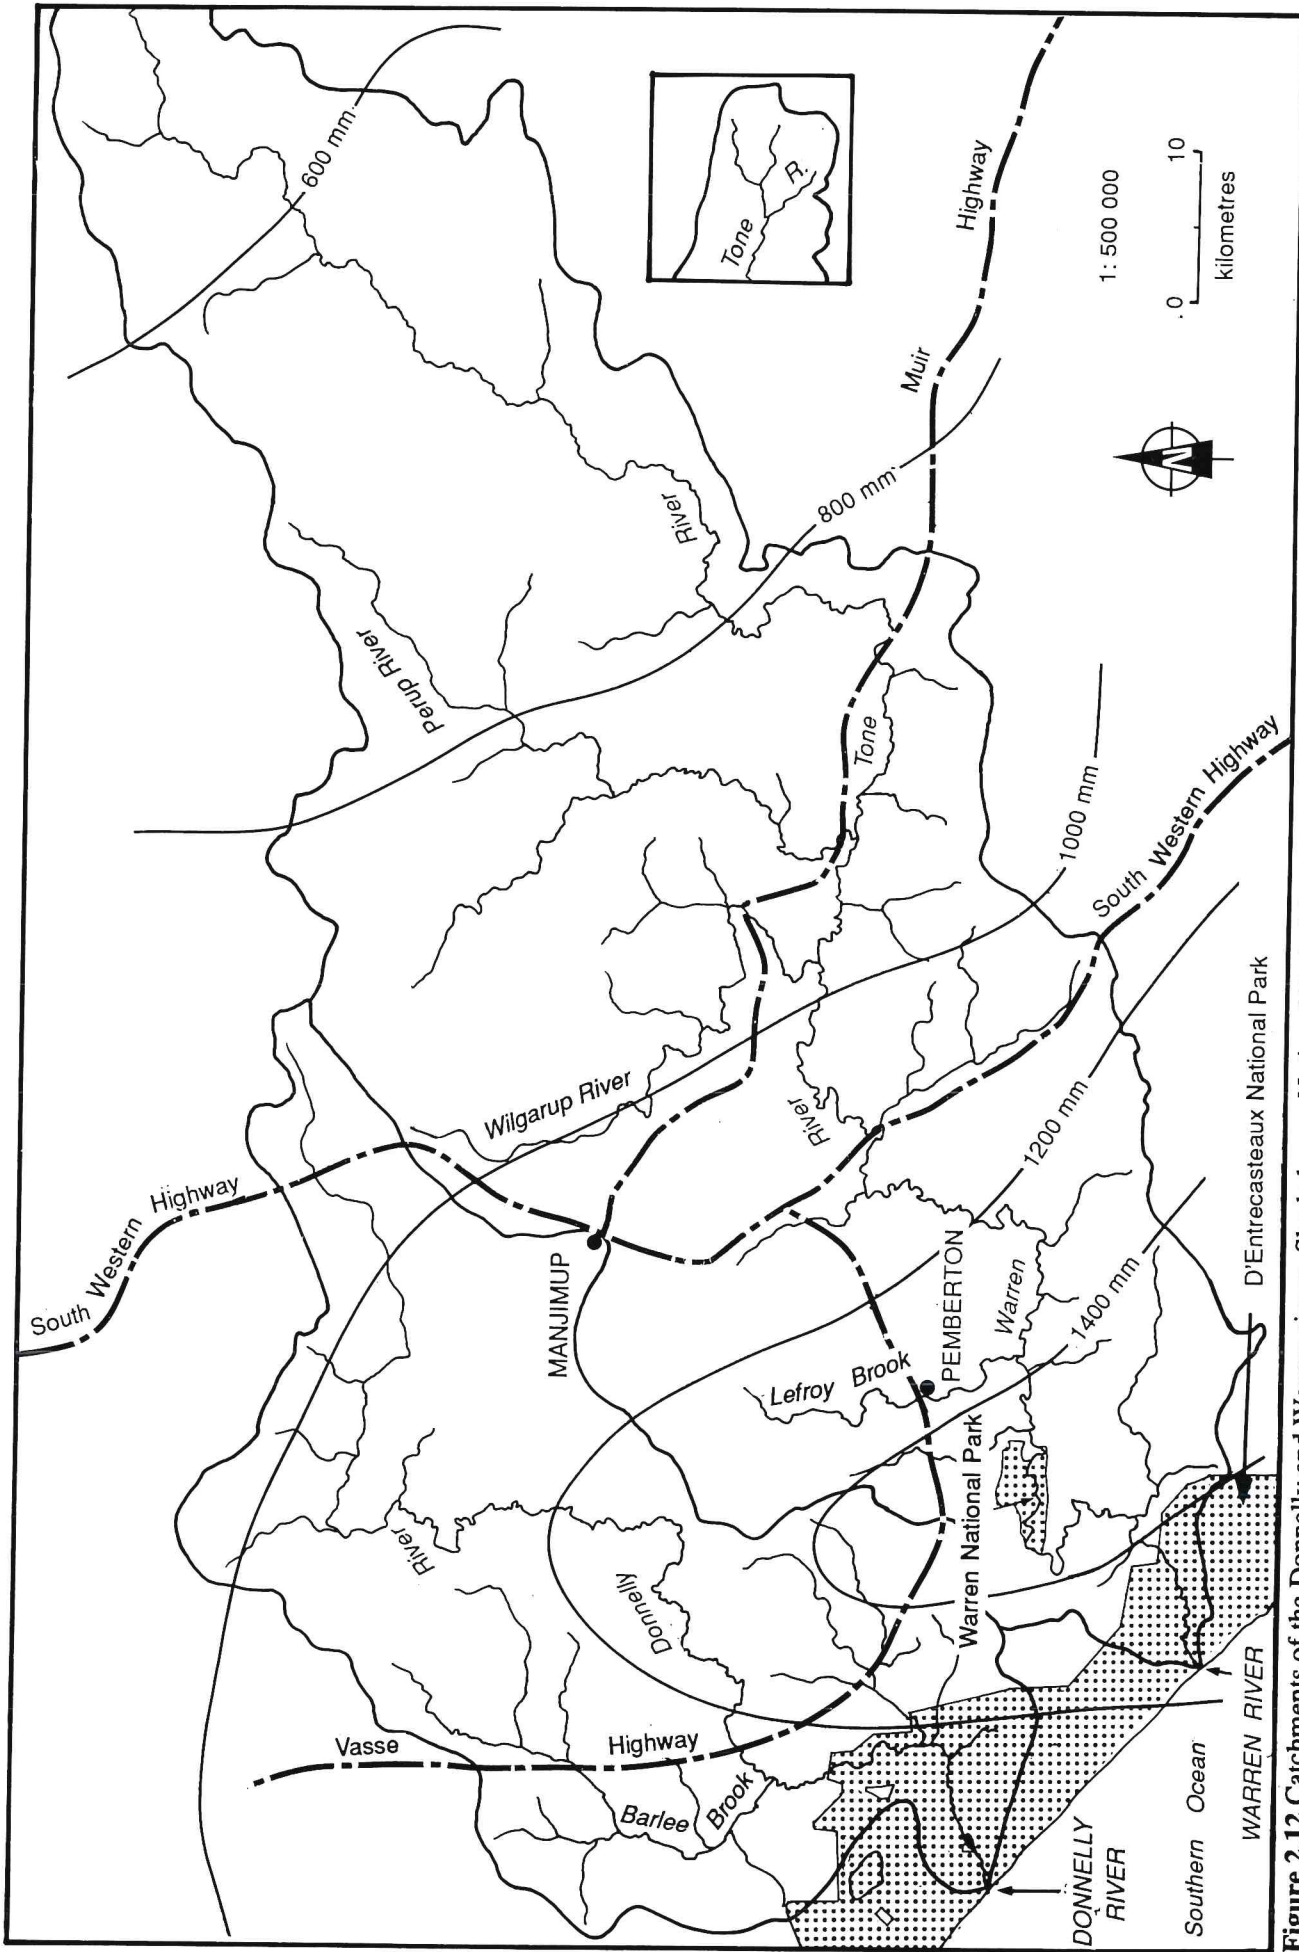 600 mm
Tone
R.
Highway
1: 500 000
.0 10
kilometres
Muir
800 mm
River
Perup River
Tone
N
1000 mm
South Western Highway
Wilgarup River
River
1200 mm
South Western Highway
MANJIMUP
PEMBERTON
Warren
1400 mm
Lefroy Brook
Warren National Park
D'Entrecasteaux National Park
River
Donnelly
Vasse
Highway
Barlee
Brook
DONNELLY
RIVER
Southern Ocean
WARREN RIVER
Figure 2.12 Catchments of the Donnelly and Warren